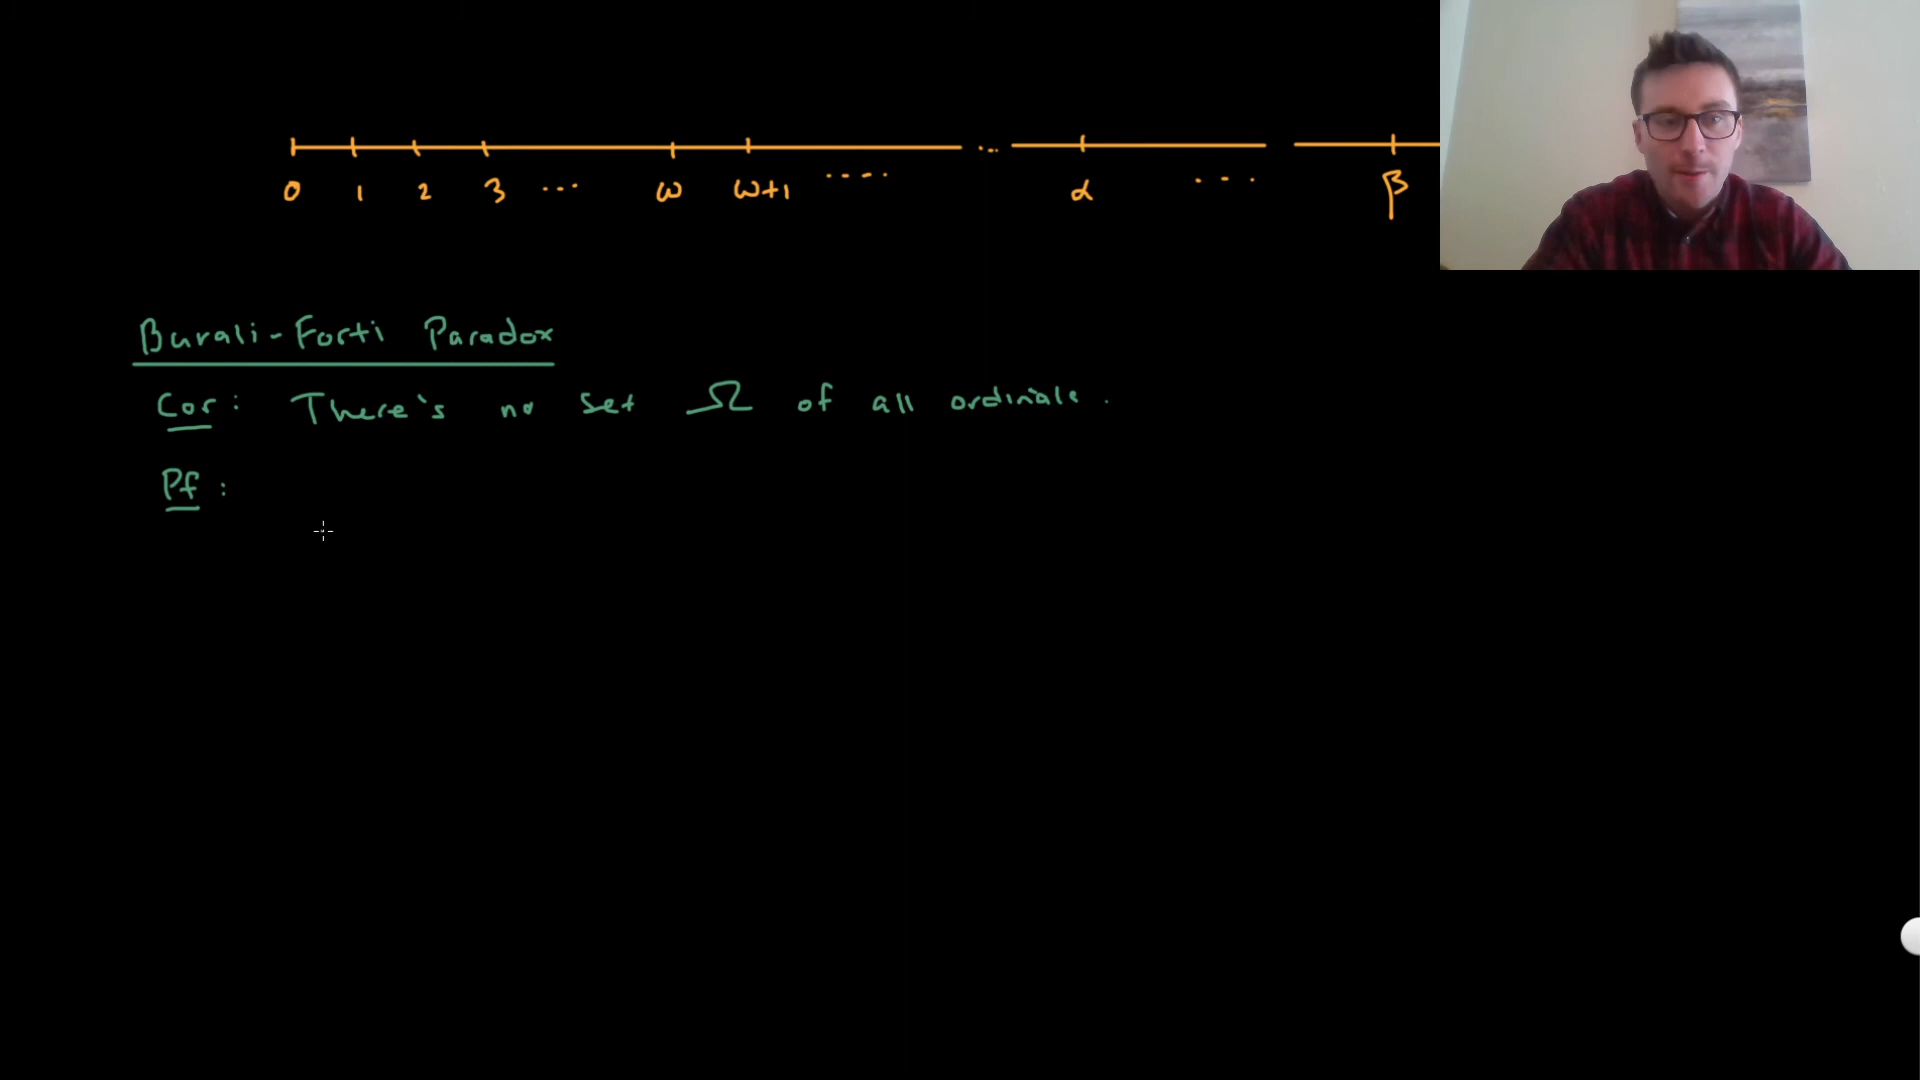 0 1 2 3 ... ω ω+1 .... ... α ... β
Burali-Forti Paradox
Cor: There's no set Ω of all ordinals.
Pf: